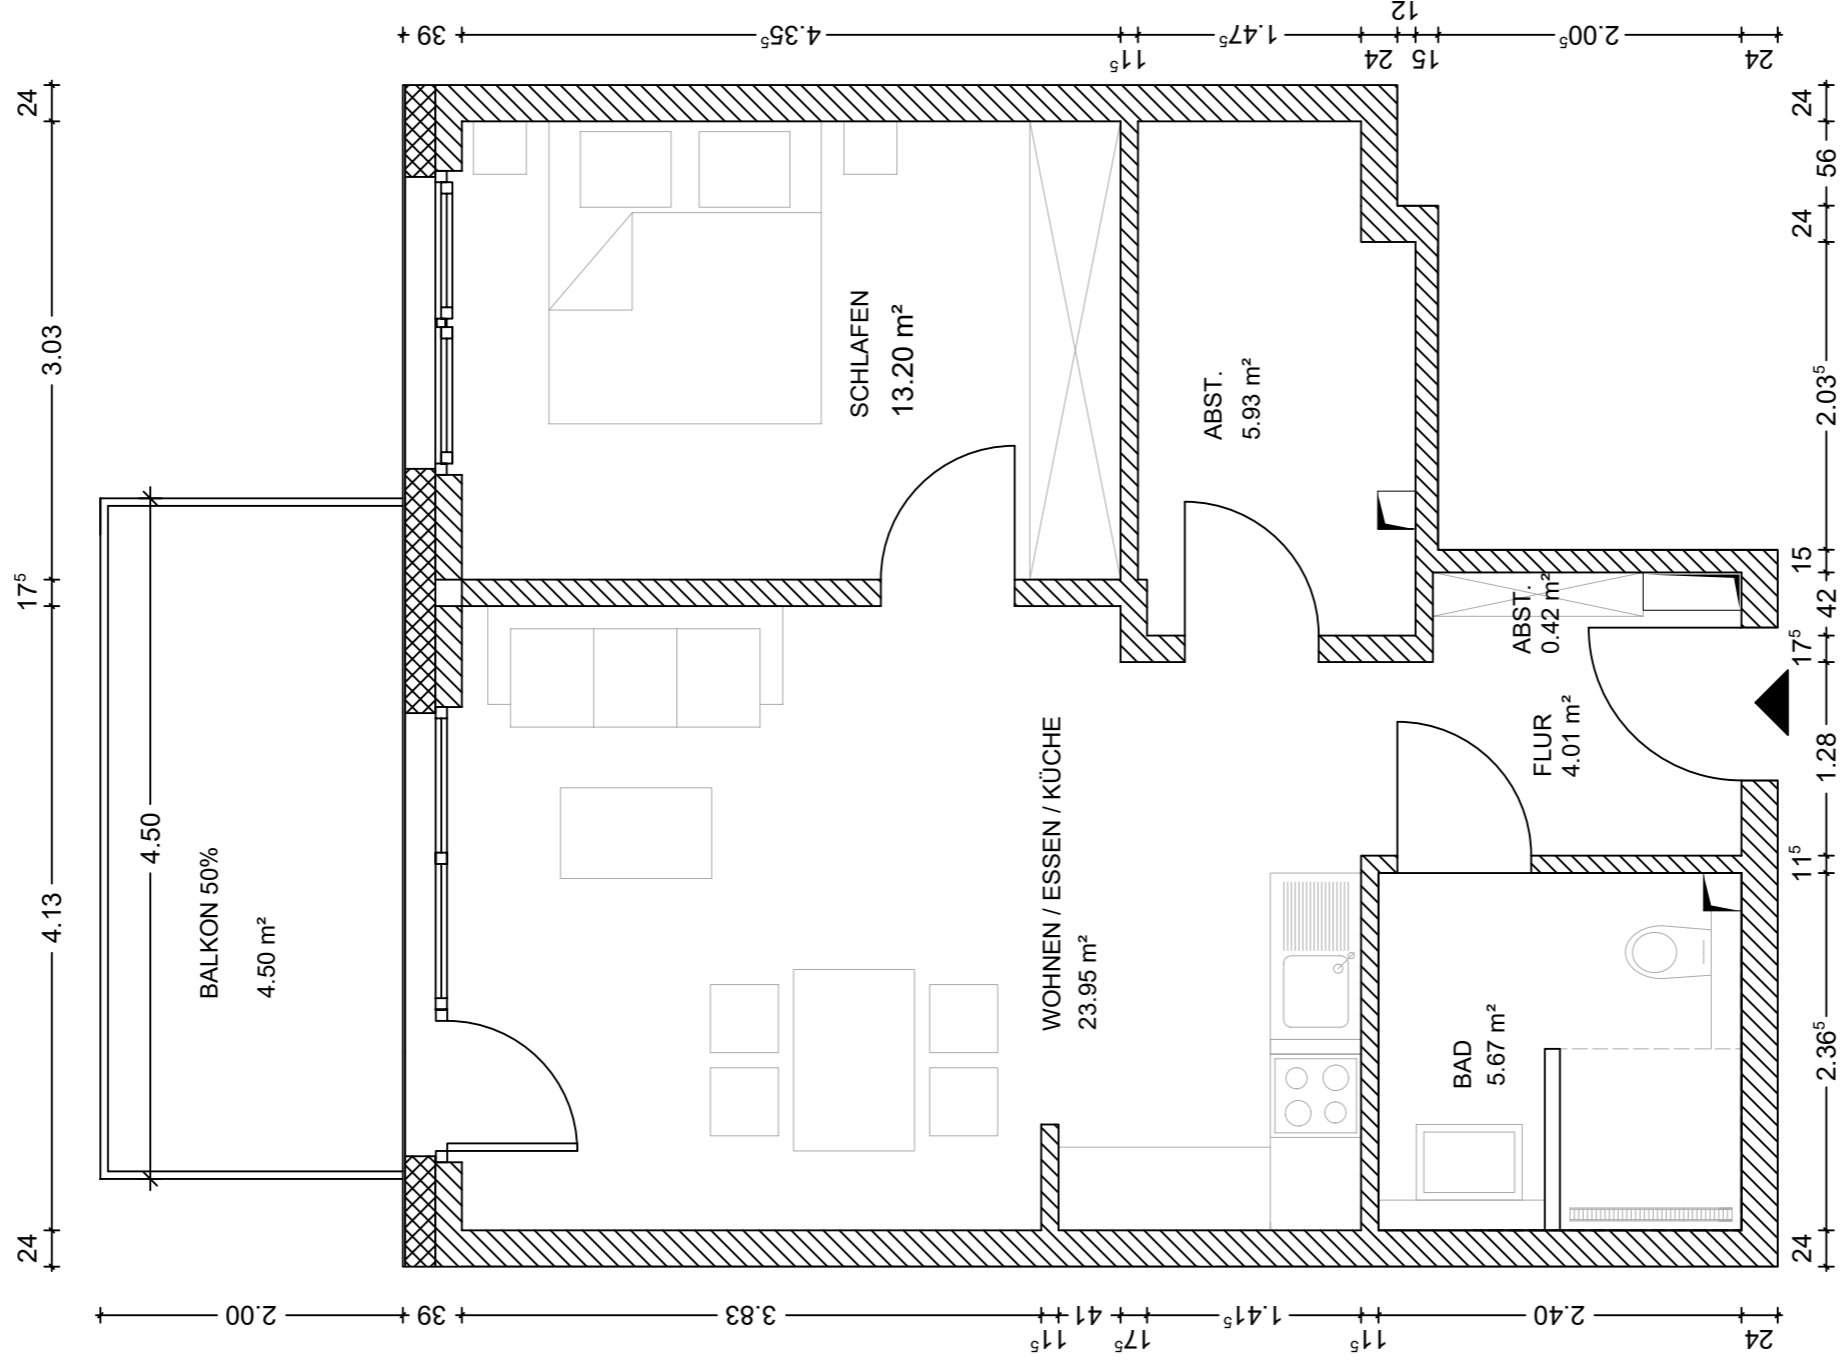 39
4.35⁵
11⁵
1.47⁵
24
12
15
2.00⁵
24
24
3.03
17⁵
4.13
24
24
56
24
2.03⁵
15
42
17⁵
1.28
11⁵
2.36⁵
24
4.50
BALKON 50%
4.50 m²
SCHLAFEN
13.20 m²
ABST.
5.93 m²
ABST.
0.42 m²
FLUR
4.01 m²
WOHNEN / ESSEN / KÜCHE
23.95 m²
BAD
5.67 m²
2.00
39
3.83
11⁵
41
17⁵
1.41⁵
11⁵
2.40
24